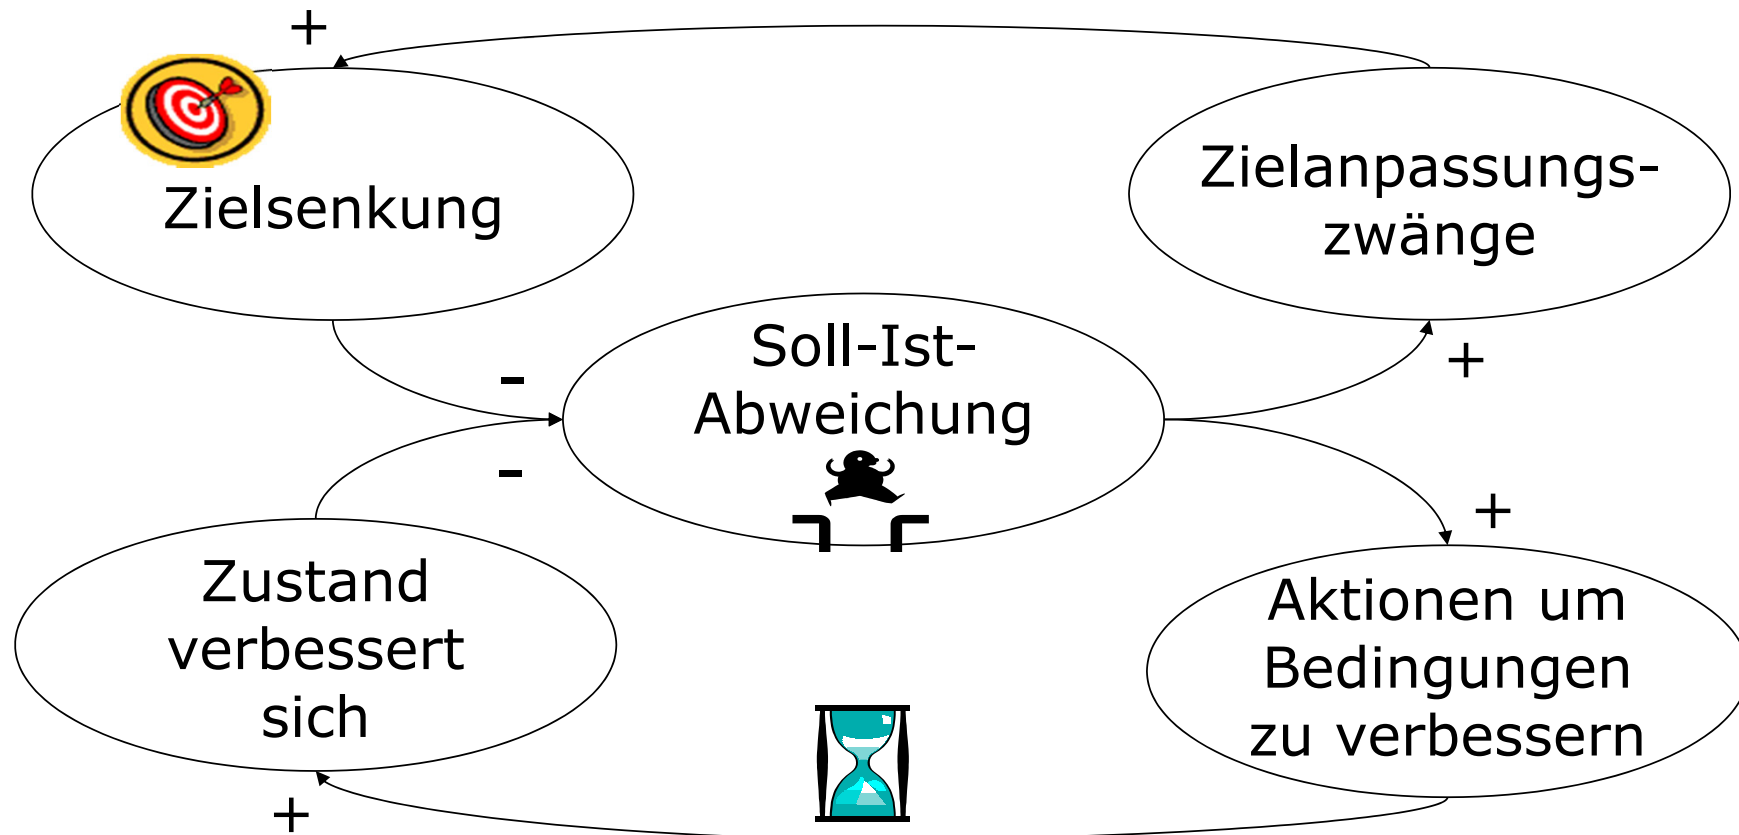 +
Zielsenkung
Zielanpassungs-
zwänge
Soll-Ist-
Abweichung
-
+
-
+
Zustand
verbessert
sich
Aktionen um
Bedingungen
zu verbessern
+